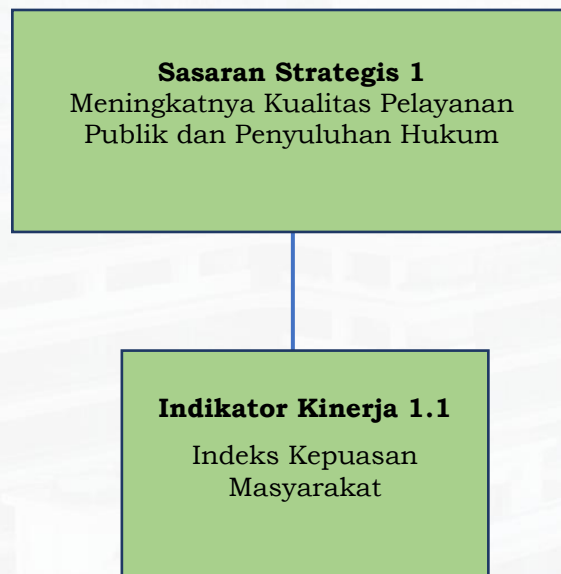 Sasaran Strategis 1
Meningkatnya Kualitas Pelayanan
Publik dan Penyuluhan Hukum
Indikator Kinerja 1.1
Indeks Kepuasan
Masyarakat